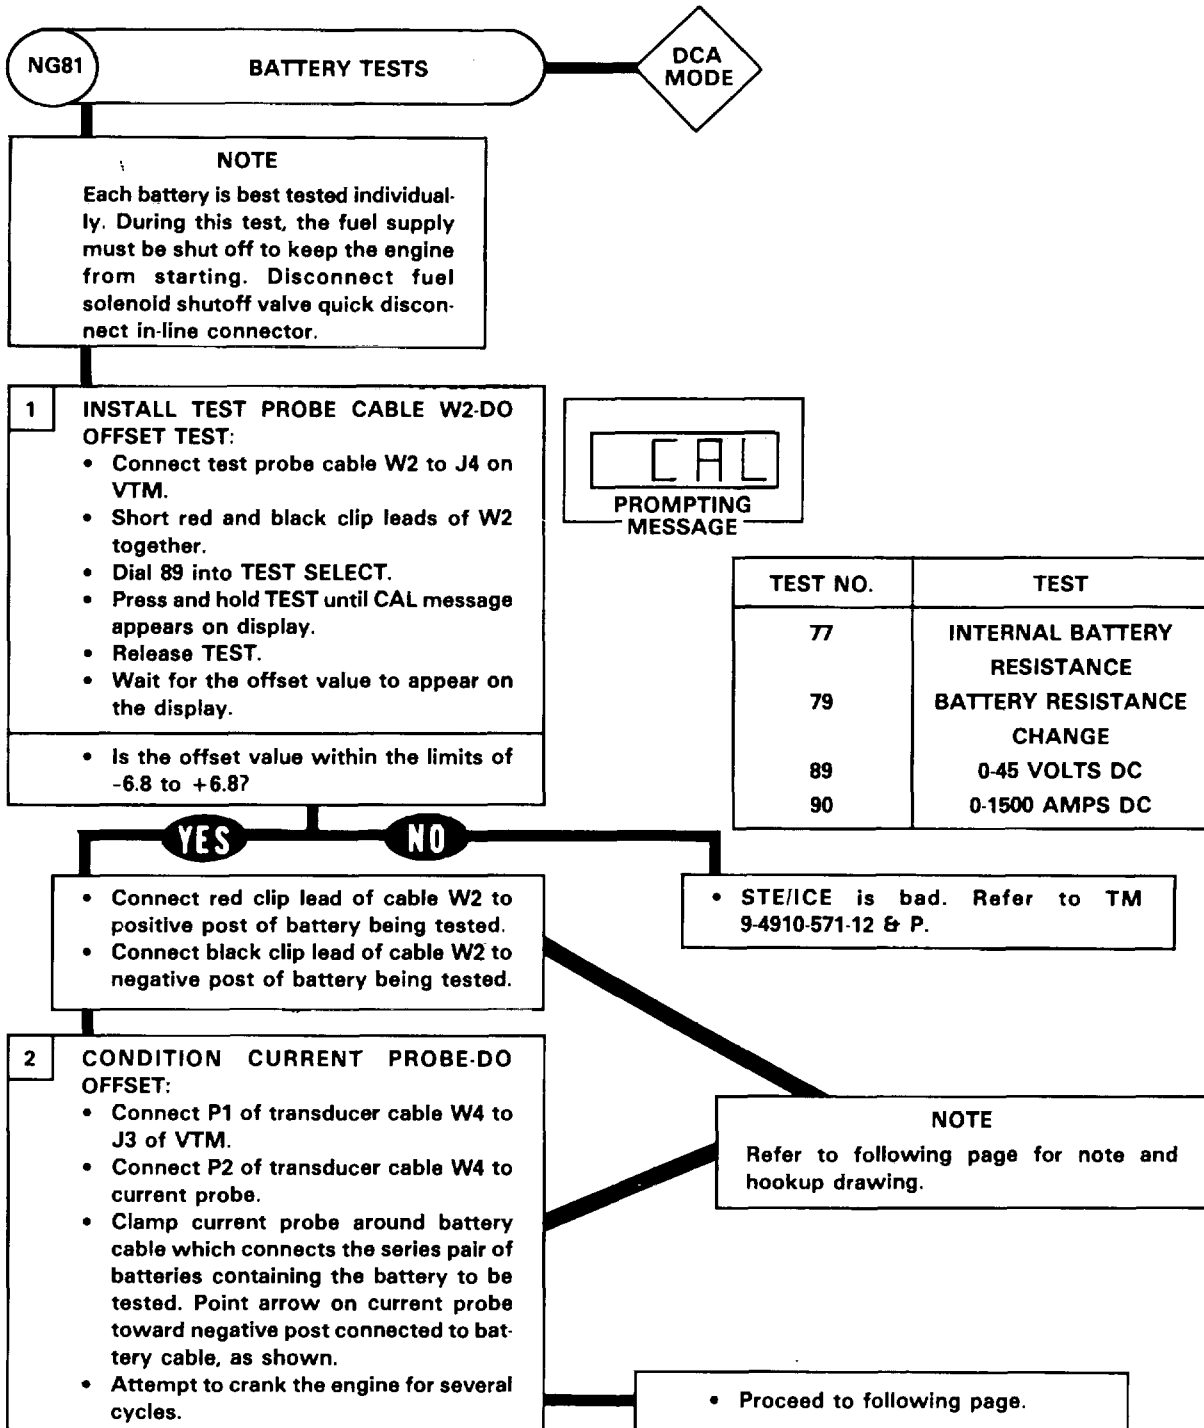 NG81
BATTERY TESTS
DCA
MODE
NOTE
Each battery is best tested individual-
ly. During this test, the fuel supply
must be shut off to keep the engine
from starting. Disconnect fuel
solenoid shutoff valve quick discon-
nect in-line connector.
1
INSTALL TEST PROBE CABLE W2-DO
OFFSET TEST:
• Connect test probe cable W2 to J4 on
VTM.
• Short red and black clip leads of W2
together.
• Dial 89 into TEST SELECT.
• Press and hold TEST until CAL message
appears on display.
• Release TEST.
• Wait for the offset value to appear on
the display.
• Is the offset value within the limits of
-6.8 to +6.8?
CAL
PROMPTING
MESSAGE
TEST NO. TEST
77 INTERNAL BATTERY
RESISTANCE
79 BATTERY RESISTANCE
CHANGE
89 0-45 VOLTS DC
90 0-1500 AMPS DC
YES
NO
• Connect red clip lead of cable W2 to
positive post of battery being tested.
• Connect black clip lead of cable W2 to
negative post of battery being tested.
• STE/ICE is bad. Refer to TM
9-4910-571-12 & P.
2
CONDITION CURRENT PROBE-DO
OFFSET:
• Connect P1 of transducer cable W4 to
J3 of VTM.
• Connect P2 of transducer cable W4 to
current probe.
• Clamp current probe around battery
cable which connects the series pair of
batteries containing the battery to be
tested. Point arrow on current probe
toward negative post connected to bat-
tery cable, as shown.
• Attempt to crank the engine for several
cycles.
NOTE
Refer to following page for note and
hookup drawing.
• Proceed to following page.